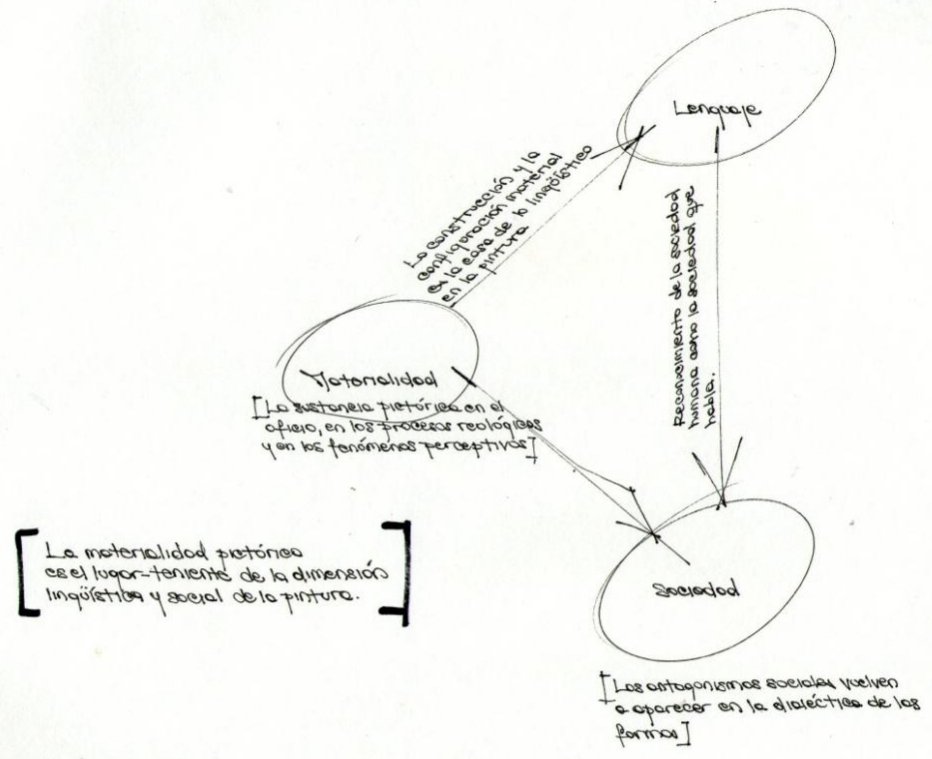 Lenguaje
La construcción y la
configuración material
es la casa de lo lingüístico
en la pintura
Reconocimiento de la sociedad
humana como la sociedad que
habla.
Materialidad
[La sustancia pictórica en el
oficio, en los procesos reológicos
y en los fenómenos perceptivos]
La materialidad pictórica
es el lugar-teniente de la dimensión
lingüística y social de la pintura.
Sociedad
[Los antagonismos sociales vuelven
a aparecer en la dialéctica de las
formas]